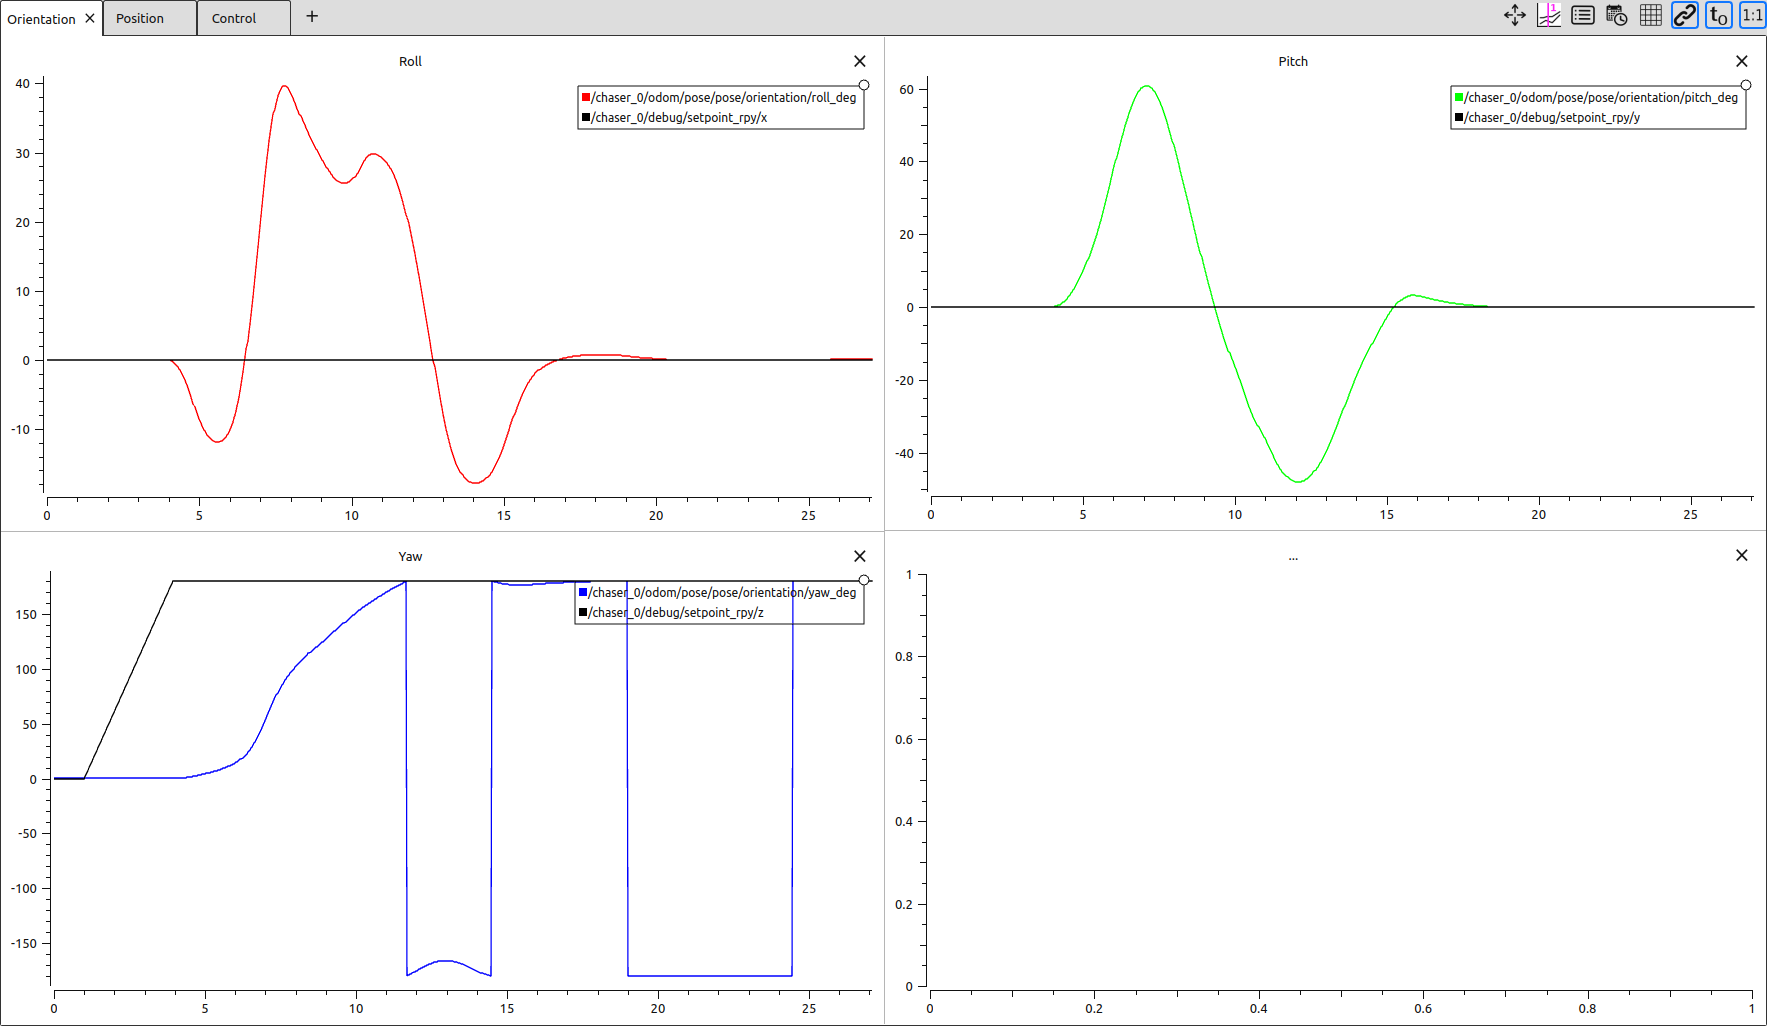 Orientation
Position
Control
+
1
t0
1:1
Roll
40
30
20
10
0
-10
/chaser_0/odom/pose/pose/orientation/roll_deg
/chaser_0/debug/setpoint_rpy/x
0 5 10 15 20 25
Pitch
60
40
20
0
-20
-40
/chaser_0/odom/pose/pose/orientation/pitch_deg
/chaser_0/debug/setpoint_rpy/y
0 5 10 15 20 25
Yaw
150
100
50
0
-50
-100
-150
/chaser_0/odom/pose/pose/orientation/yaw_deg
/chaser_0/debug/setpoint_rpy/z
0 5 10 15 20 25
...
1
0.8
0.6
0.4
0.2
0
0 0.2 0.4 0.6 0.8 1